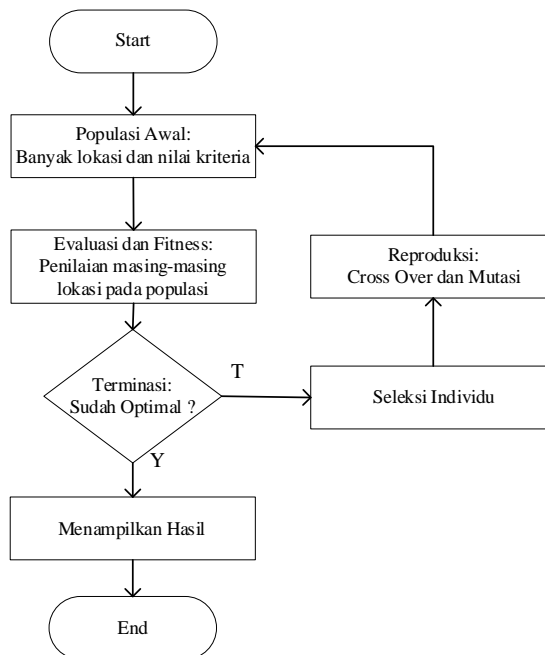 Start
Populasi Awal:
Banyak lokasi dan nilai kriteria
Evaluasi dan Fitness:
Penilaian masing-masing
lokasi pada populasi
Reproduksi:
Cross Over dan Mutasi
Terminasi:
Sudah Optimal ?
T
Seleksi Individu
Y
Menampilkan Hasil
End